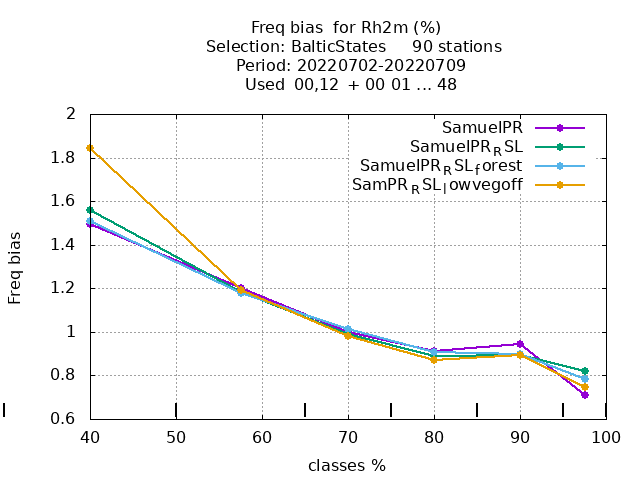 Freq bias  for Rh2m (%)
Selection: BalticStates     90 stations
Period: 20220702-20220709
Used  00,12  + 00 01 ... 48
2
1.8
1.6
1.4
1.2
1
0.8
0.6
Freq bias
SamuelPR
SamuelPR_RSL
SamuelPR_RSL_forest
SamPR_RSL_lowvegoff
40 50 60 70 80 90 100
classes %